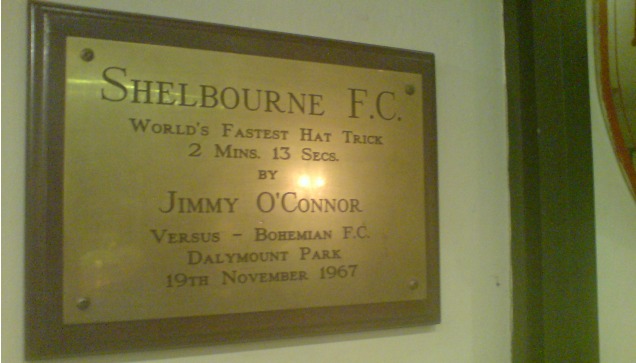 SHELBOURNE F.C.
WORLD'S FASTEST HAT TRICK
2 MINS. 13 SECS.
BY
JIMMY O'CONNOR
VERSUS - BOHEMIAN F.C.
DALYMOUNT PARK
19TH NOVEMBER 1967